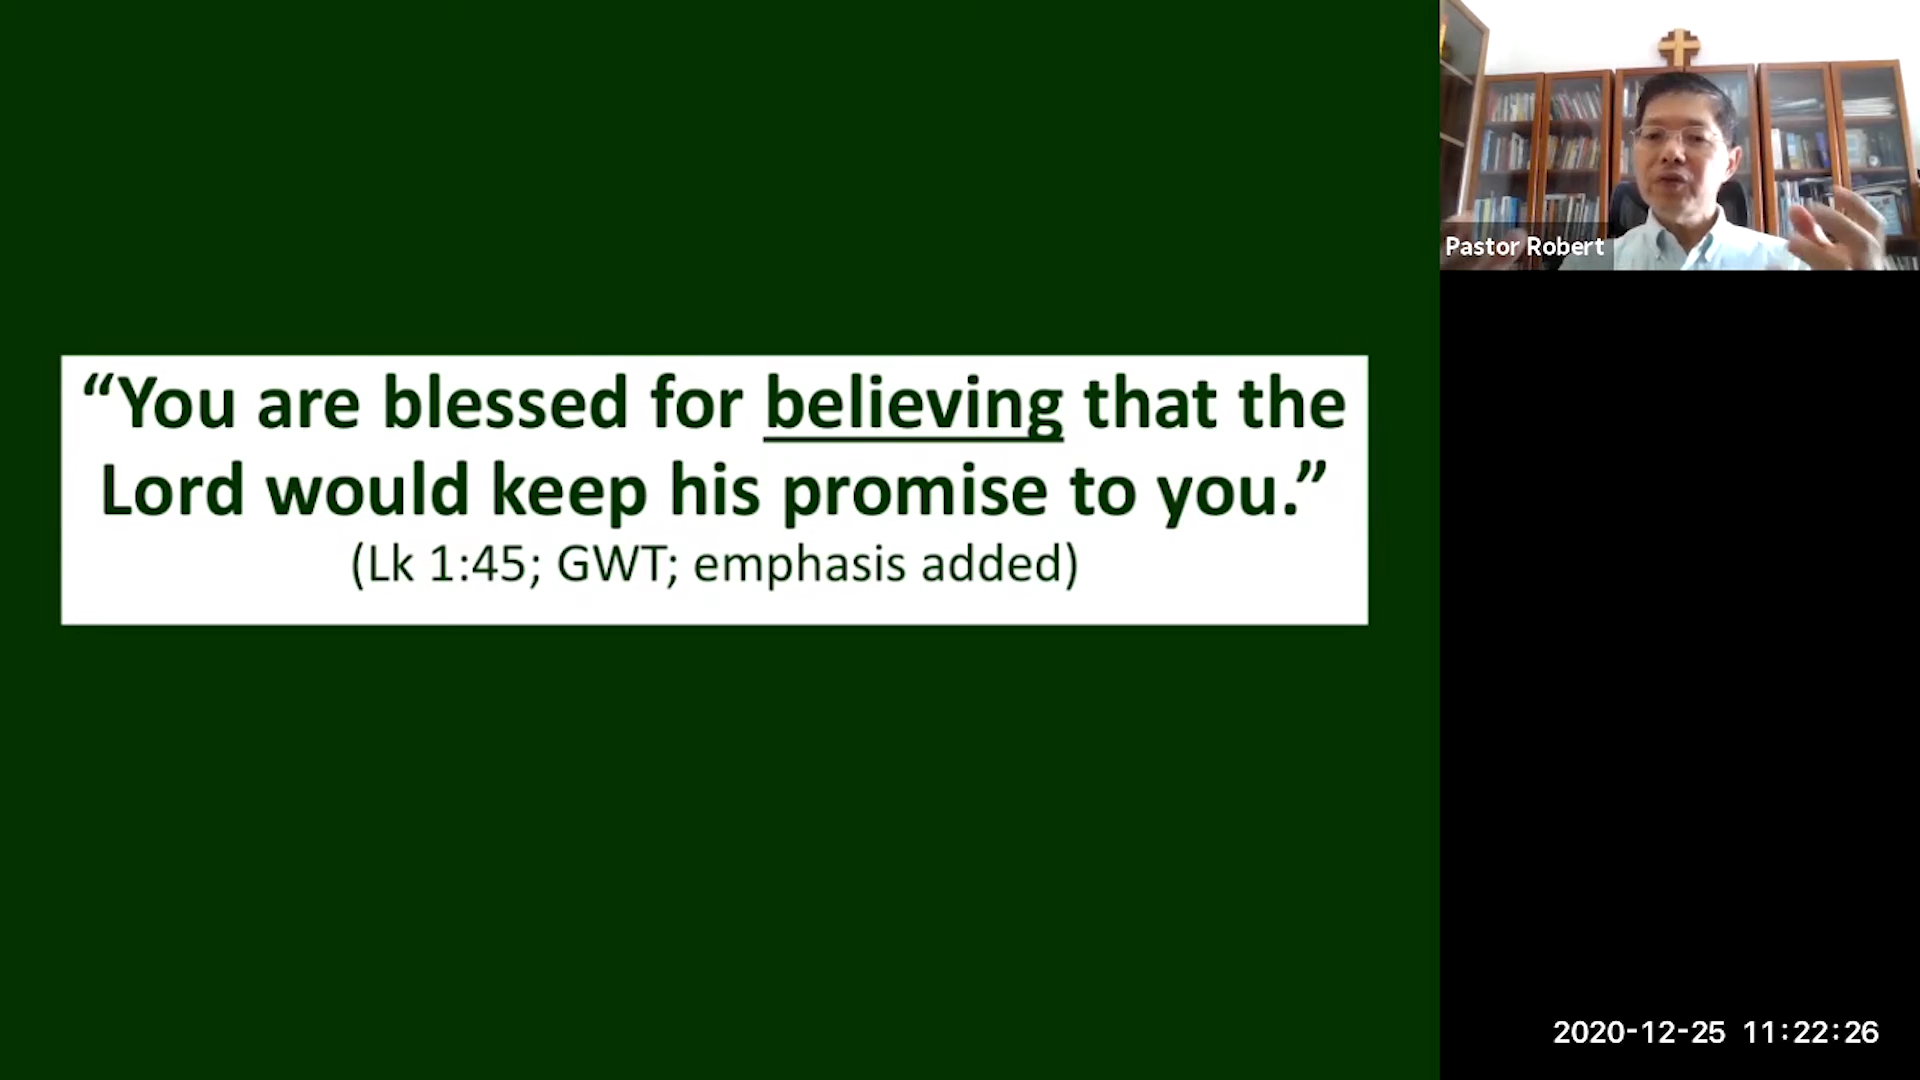 “You are blessed for believing that the
Lord would keep his promise to you.”
(Lk 1:45; GWT; emphasis added)
Pastor Robert
2020-12-25 11:22:26